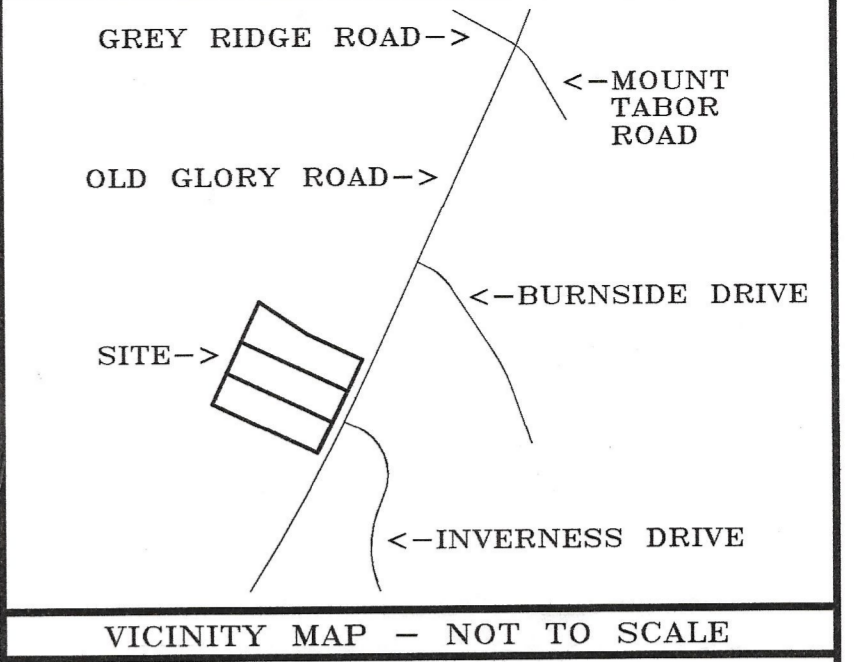 GREY RIDGE ROAD->
<-MOUNT
TABOR
ROAD
OLD GLORY ROAD->
<-BURNSIDE DRIVE
SITE->
<-INVERNESS DRIVE
VICINITY MAP - NOT TO SCALE